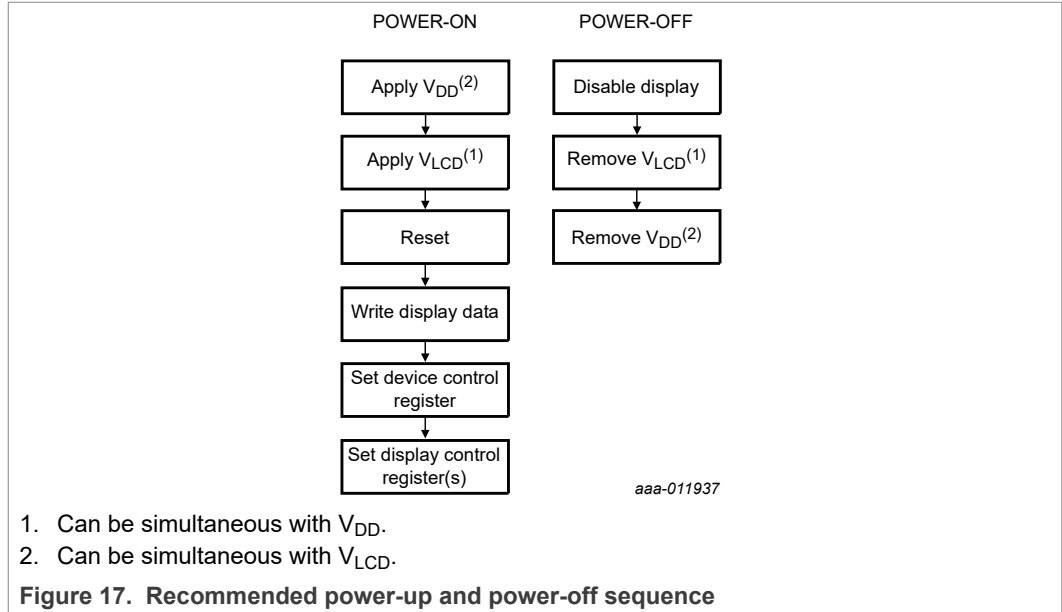 POWER-ON
Apply VDD(2)
Apply VLCD(1)
Reset
Write display data
Set device control
register
Set display control
register(s)
POWER-OFF
Disable display
Remove VLCD(1)
Remove VDD(2)
aaa-011937
1. Can be simultaneous with VDD.
2. Can be simultaneous with VLCD.
Figure 17. Recommended power-up and power-off sequence